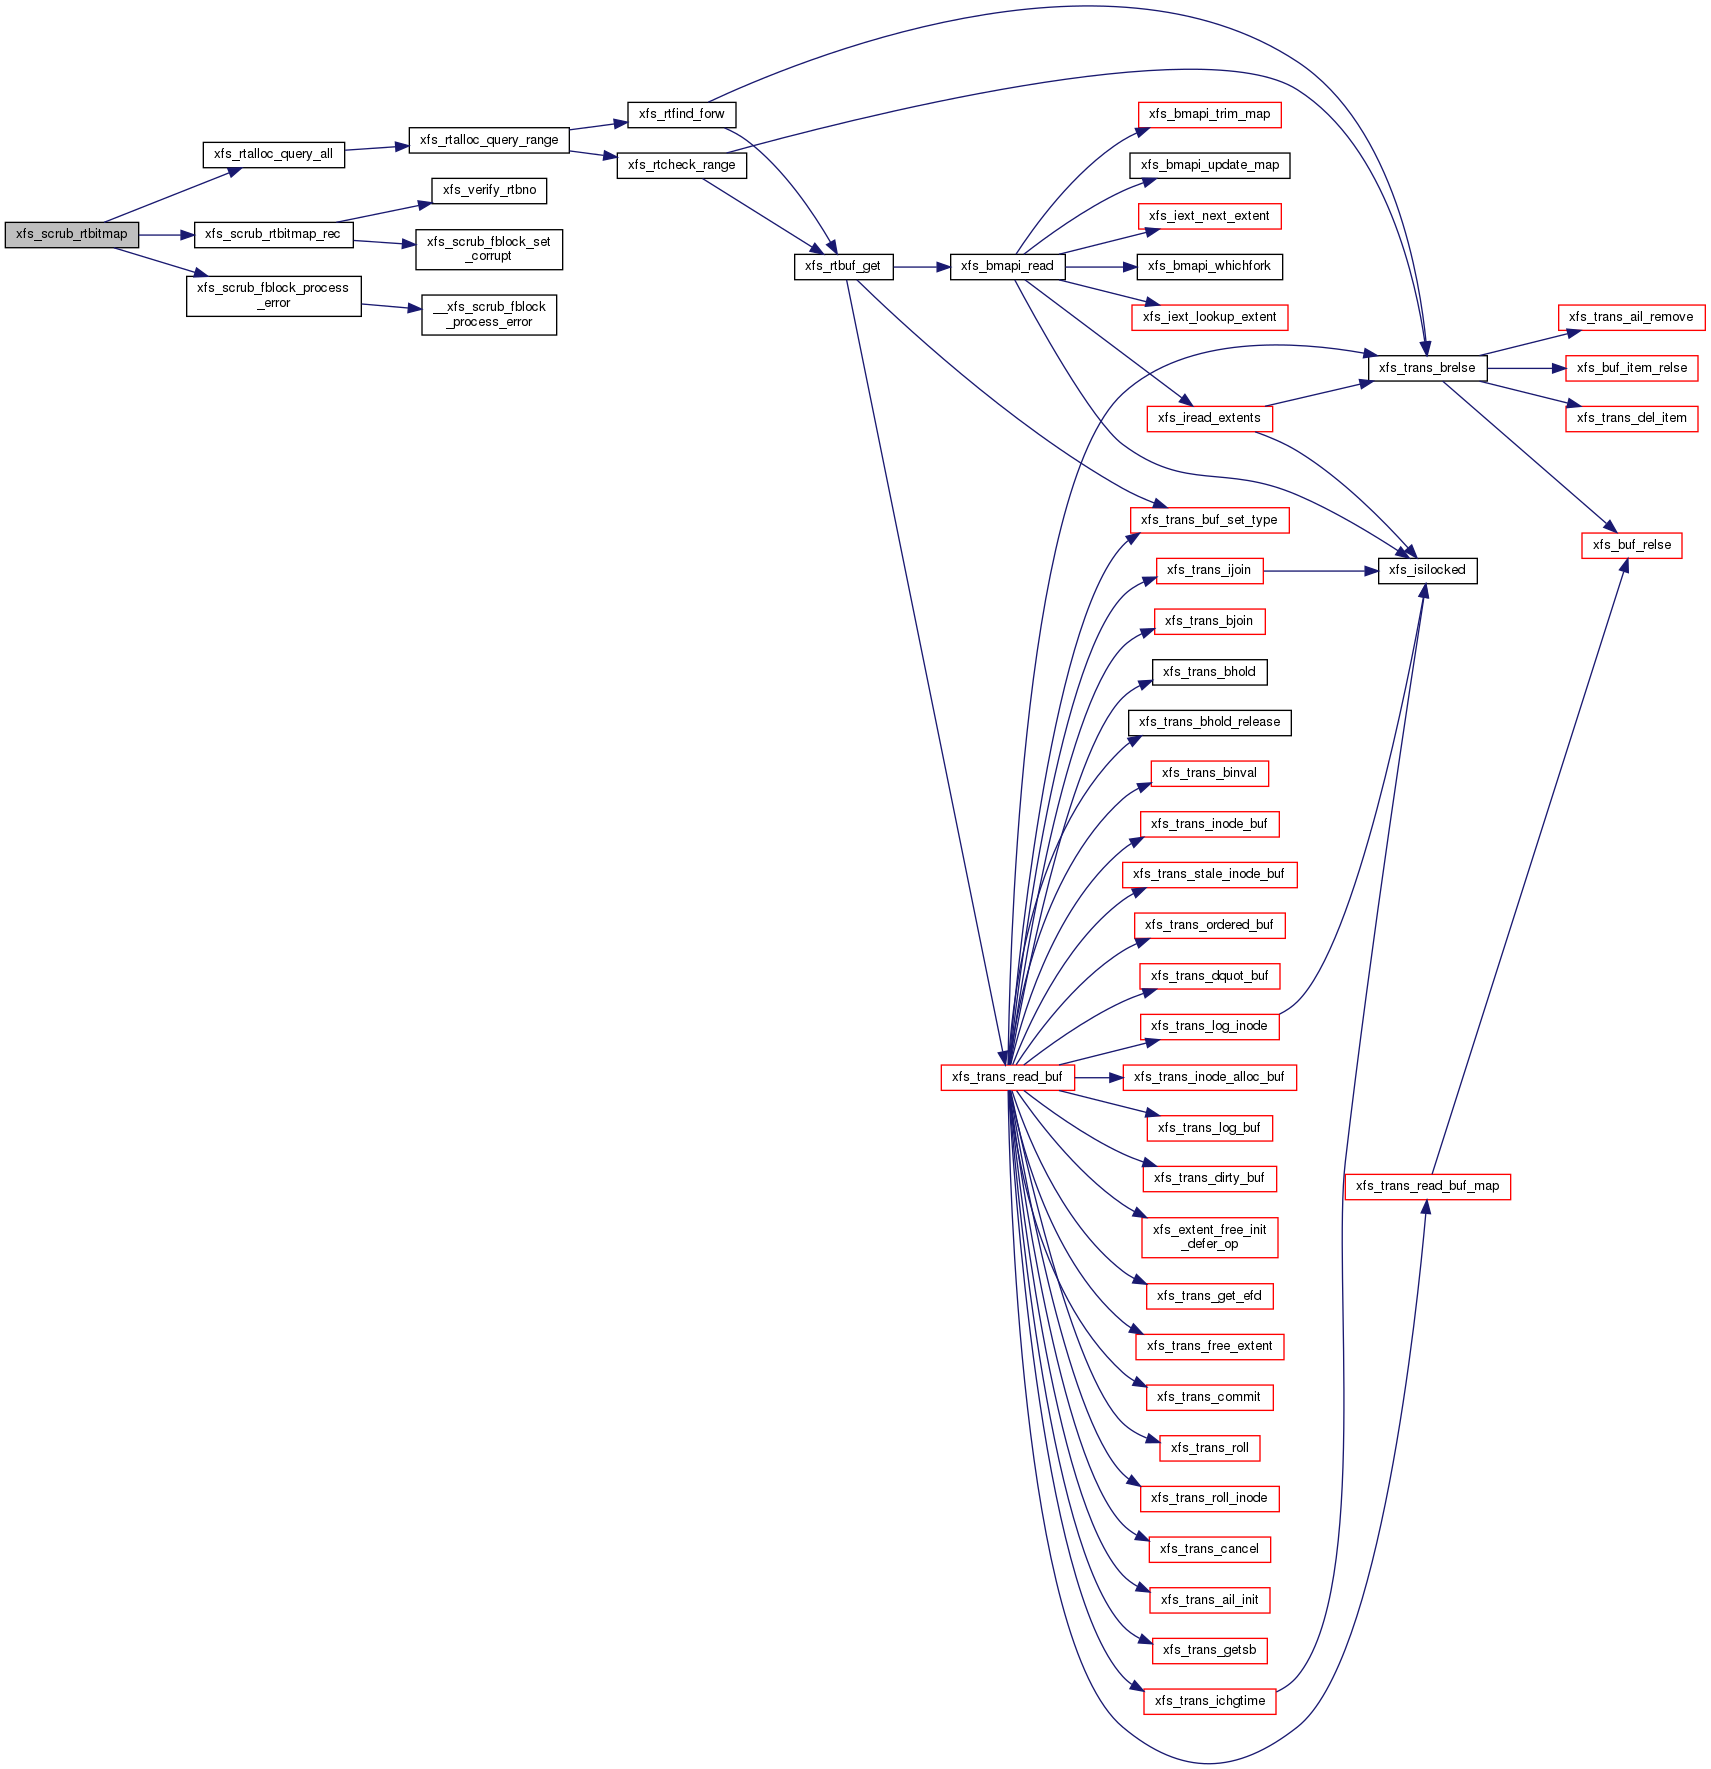 xfs_scrub_rtbitmap
xfs_rtalloc_query_all
xfs_scrub_rtbitmap_rec
xfs_scrub_fblock_process
_error
xfs_rtalloc_query_range
xfs_verify_rtbno
xfs_scrub_fblock_set
_corrupt
__xfs_scrub_fblock
_process_error
xfs_rtfind_forw
xfs_rtcheck_range
xfs_rtbuf_get
xfs_bmapi_read
xfs_trans_read_buf
xfs_bmapi_trim_map
xfs_bmapi_update_map
xfs_iext_next_extent
xfs_bmapi_whichfork
xfs_iext_lookup_extent
xfs_iread_extents
xfs_trans_buf_set_type
xfs_trans_ijoin
xfs_trans_bjoin
xfs_trans_bhold
xfs_trans_bhold_release
xfs_trans_binval
xfs_trans_inode_buf
xfs_trans_stale_inode_buf
xfs_trans_ordered_buf
xfs_trans_dquot_buf
xfs_trans_log_inode
xfs_trans_inode_alloc_buf
xfs_trans_log_buf
xfs_trans_dirty_buf
xfs_extent_free_init
_defer_op
xfs_trans_get_efd
xfs_trans_free_extent
xfs_trans_commit
xfs_trans_roll
xfs_trans_roll_inode
xfs_trans_cancel
xfs_trans_ail_init
xfs_trans_getsb
xfs_trans_ichgtime
xfs_trans_brelse
xfs_isilocked
xfs_trans_read_buf_map
xfs_trans_ail_remove
xfs_buf_item_relse
xfs_trans_del_item
xfs_buf_relse